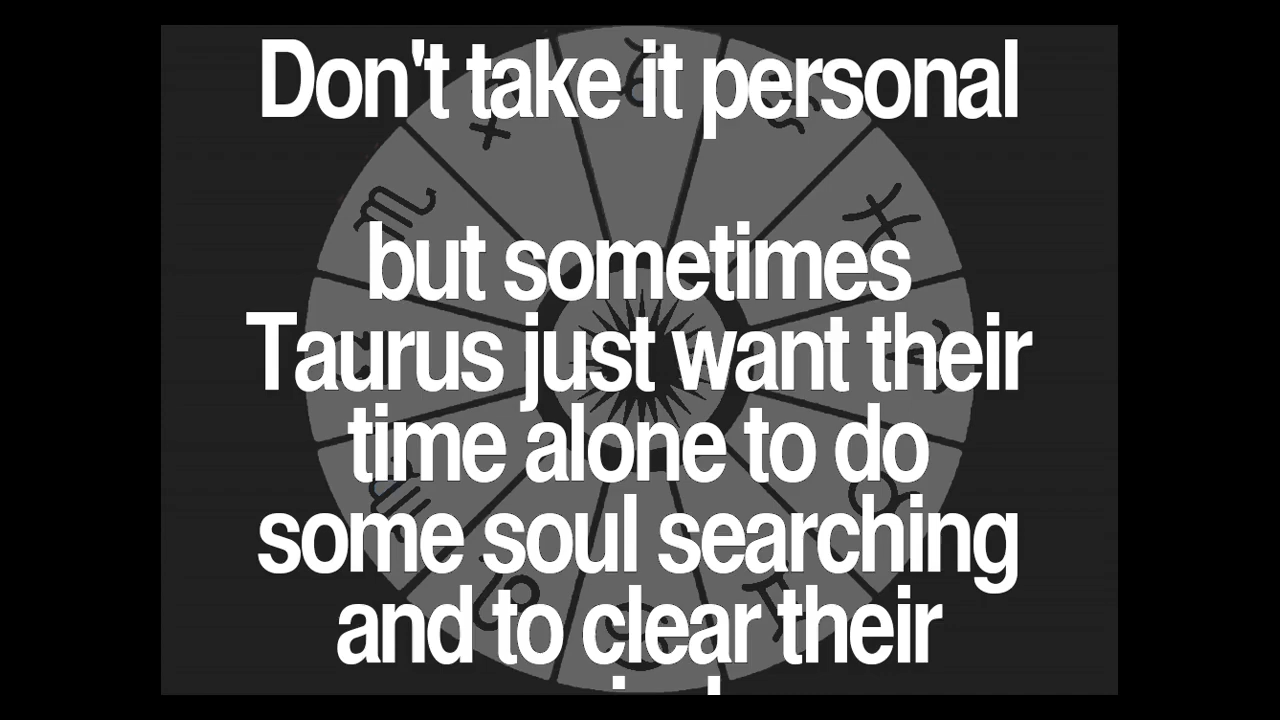 Don't take it personal
but sometimes
Taurus just want their
time alone to do
some soul searching
and to clear their